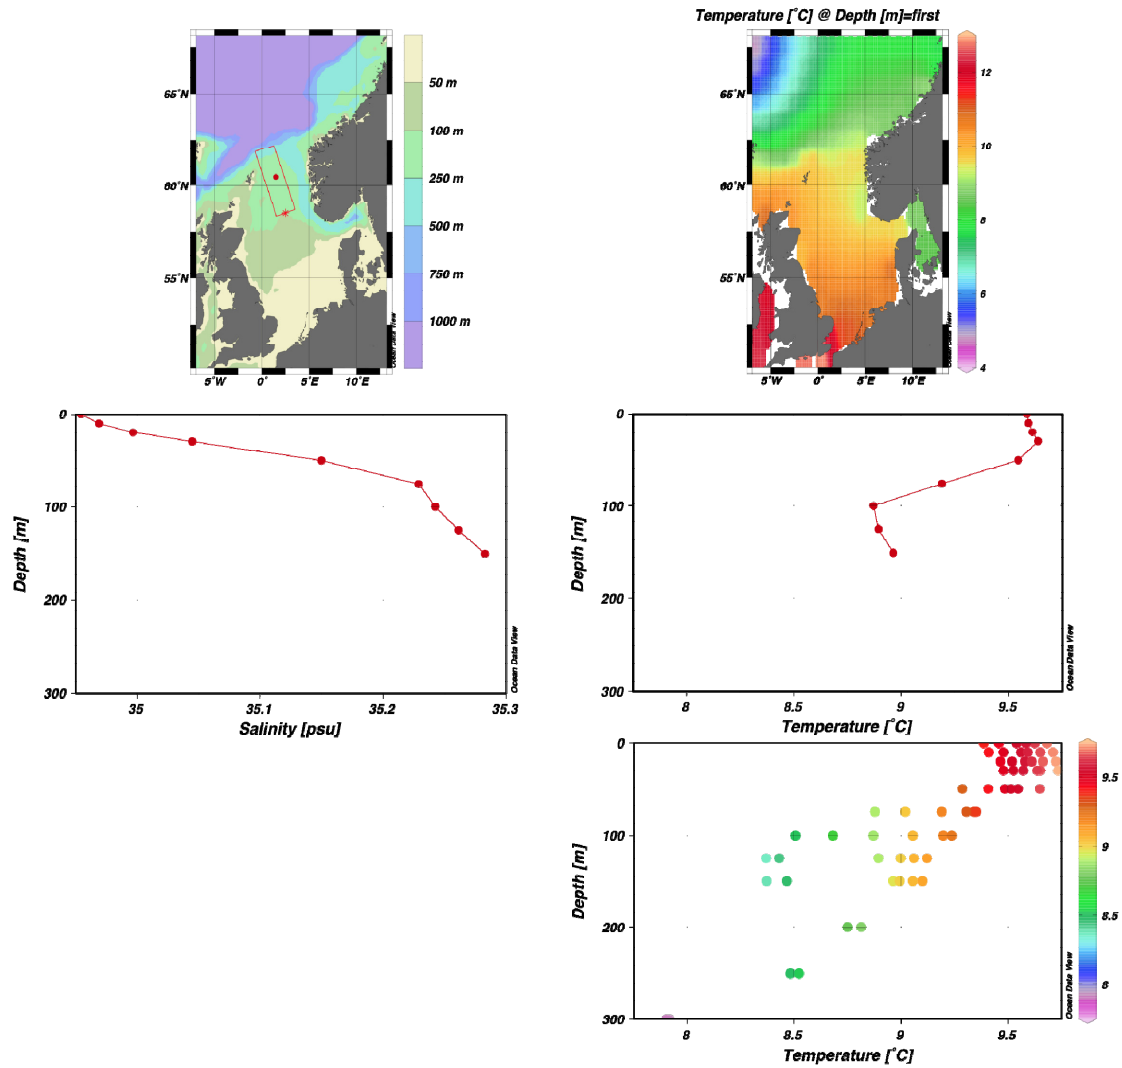 Temperature [˚C] @ Depth [m]=first
65˚N
60˚N
55˚N
5˚W
0˚
5˚E
10˚E
50 m
100 m
250 m
500 m
750 m
1000 m
Ocean Data View
65˚N
60˚N
55˚N
5˚W
0˚
5˚E
10˚E
12
10
8
6
4
Ocean Data View
0
100
200
300
Depth [m]
35
35.1
35.2
35.3
Salinity [psu]
Ocean Data View
0
100
200
300
Depth [m]
8
8.5
9
9.5
Temperature [˚C]
Ocean Data View
0
100
200
300
Depth [m]
8
8.5
9
9.5
Temperature [˚C]
9.5
9
8.5
8
Ocean Data View